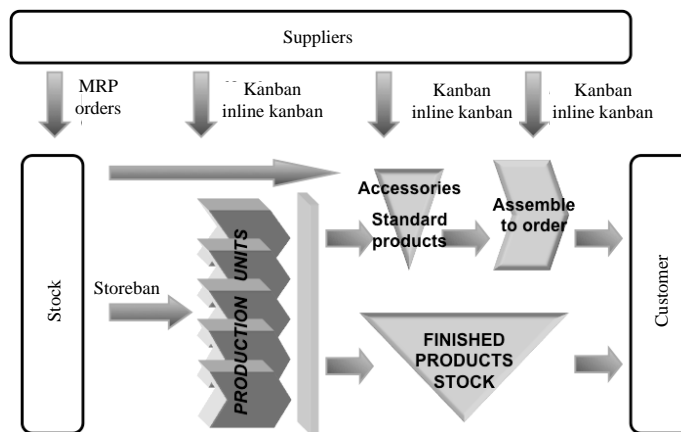 Suppliers
MRP
orders
Kanban
inline kanban
Kanban
inline kanban
Kanban
inline kanban
Stock
Storeban
PRODUCTION UNITS
Accessories
Standard
products
Assemble
to order
FINISHED
PRODUCTS
STOCK
Customer